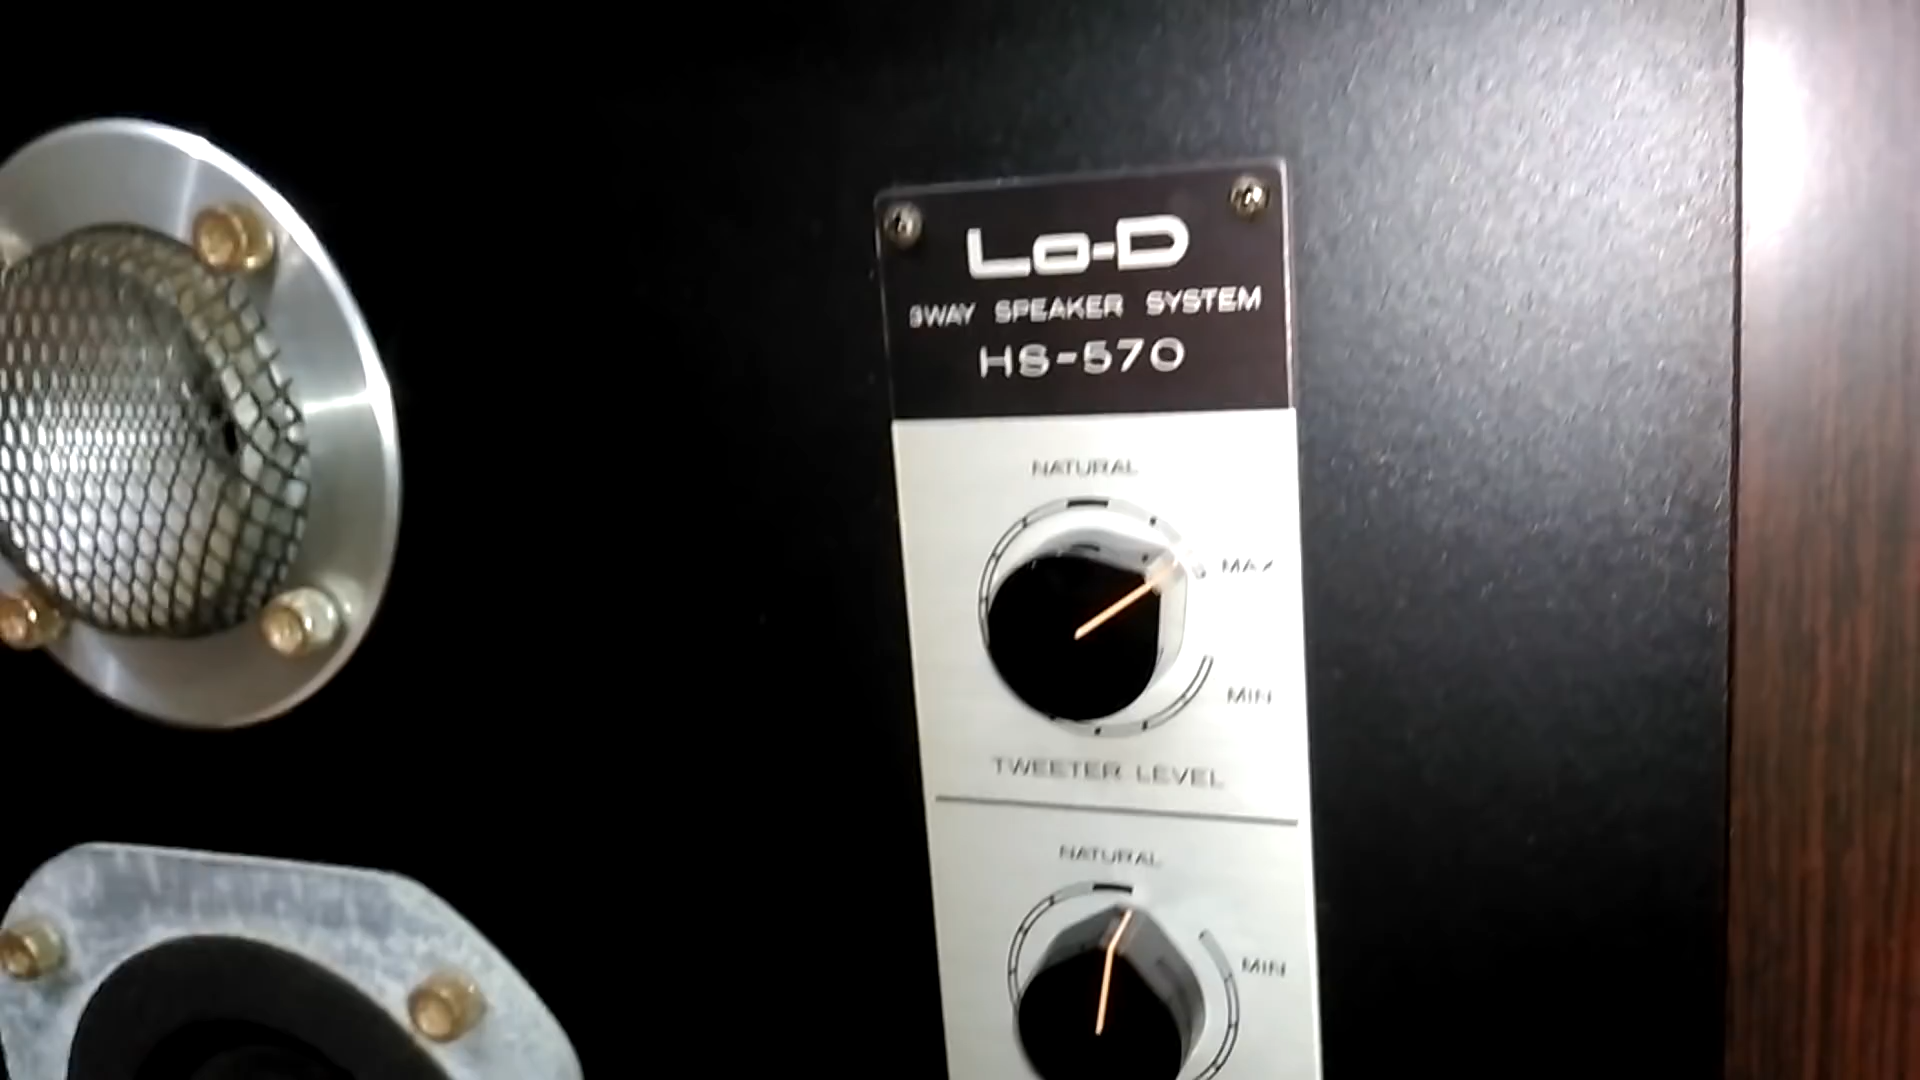 Lo-D
3WAY SPEAKER SYSTEM
HS-570
NATURAL
MAX
MIN
TWEETER LEVEL
NATURAL
MIN